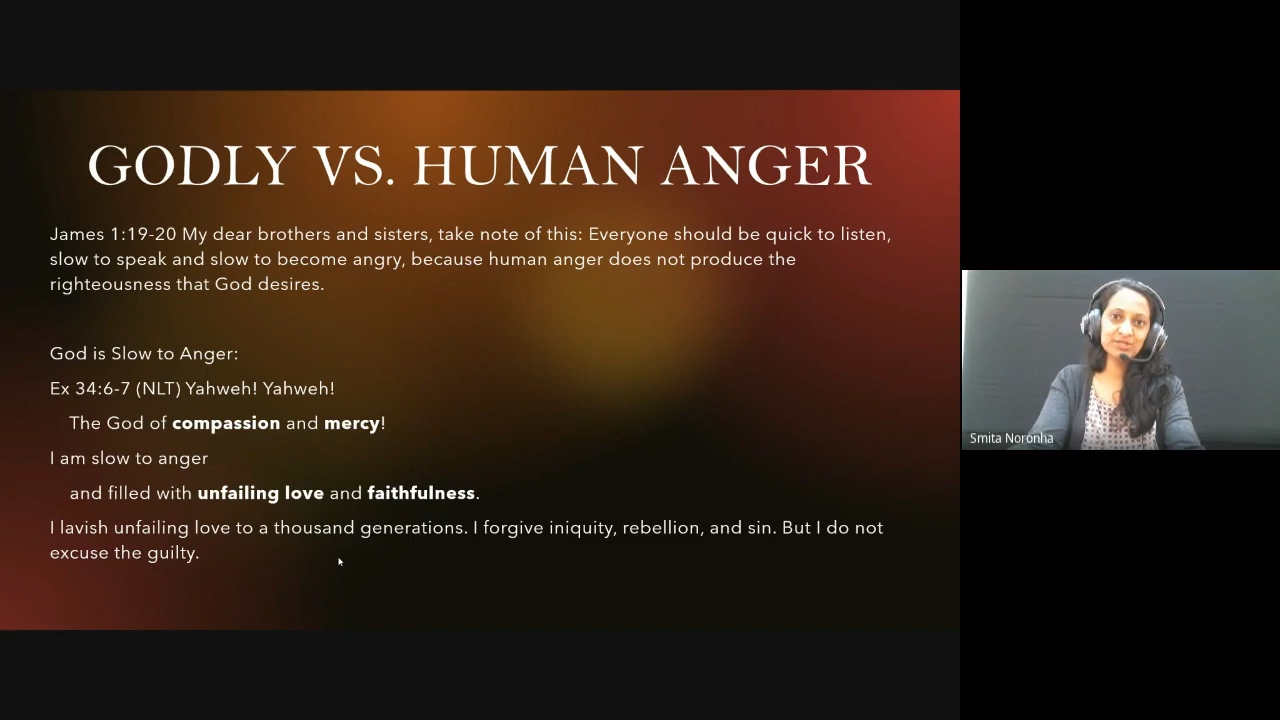 GODLY VS. HUMAN ANGER
James 1:19-20 My dear brothers and sisters, take note of this: Everyone should be quick to listen,
slow to speak and slow to become angry, because human anger does not produce the
righteousness that God desires.
God is Slow to Anger:
Ex 34:6-7 (NLT) Yahweh! Yahweh!
The God of compassion and mercy!
I am slow to anger
and filled with unfailing love and faithfulness.
I lavish unfailing love to a thousand generations. I forgive iniquity, rebellion, and sin. But I do not
excuse the guilty.
Smita Noronha